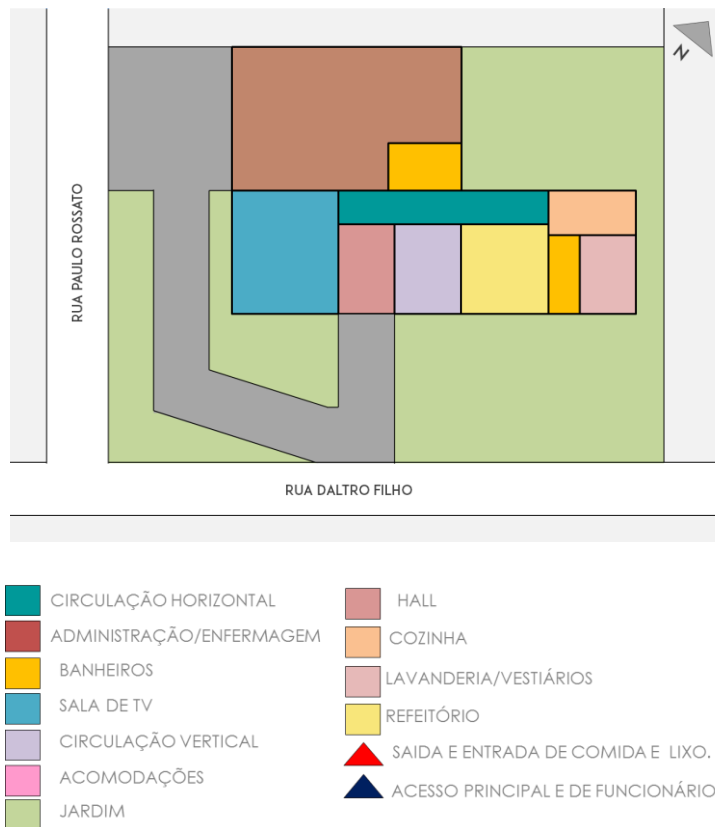 N
RUA PAULO ROSSATO
RUA DALTRO FILHO
CIRCULAÇÃO HORIZONTAL
ADMINISTRAÇÃO/ENFERMAGEM
BANHEIROS
SALA DE TV
CIRCULAÇÃO VERTICAL
ACOMODAÇÕES
JARDIM
HALL
COZINHA
LAVANDERIA/VESTIÁRIOS
REFEITÓRIO
SAIDA E ENTRADA DE COMIDA E LIXO.
ACESSO PRINCIPAL E DE FUNCIONÁRIO